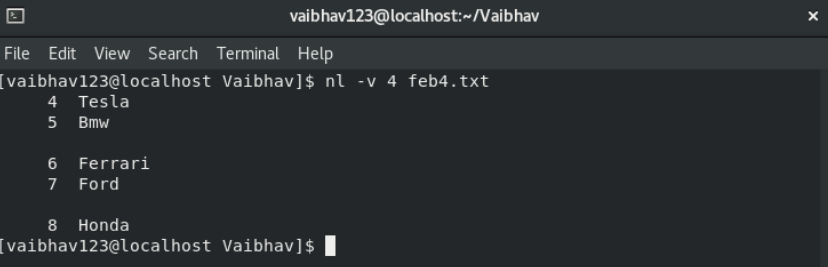 vaibhav123@localhost:~/Vaibhav
File Edit View Search Terminal Help
[vaibhav123@localhost Vaibhav]$ nl -v 4 feb4.txt
     4  Tesla
     5  Bmw

     6  Ferrari
     7  Ford

     8  Honda
[vaibhav123@localhost Vaibhav]$